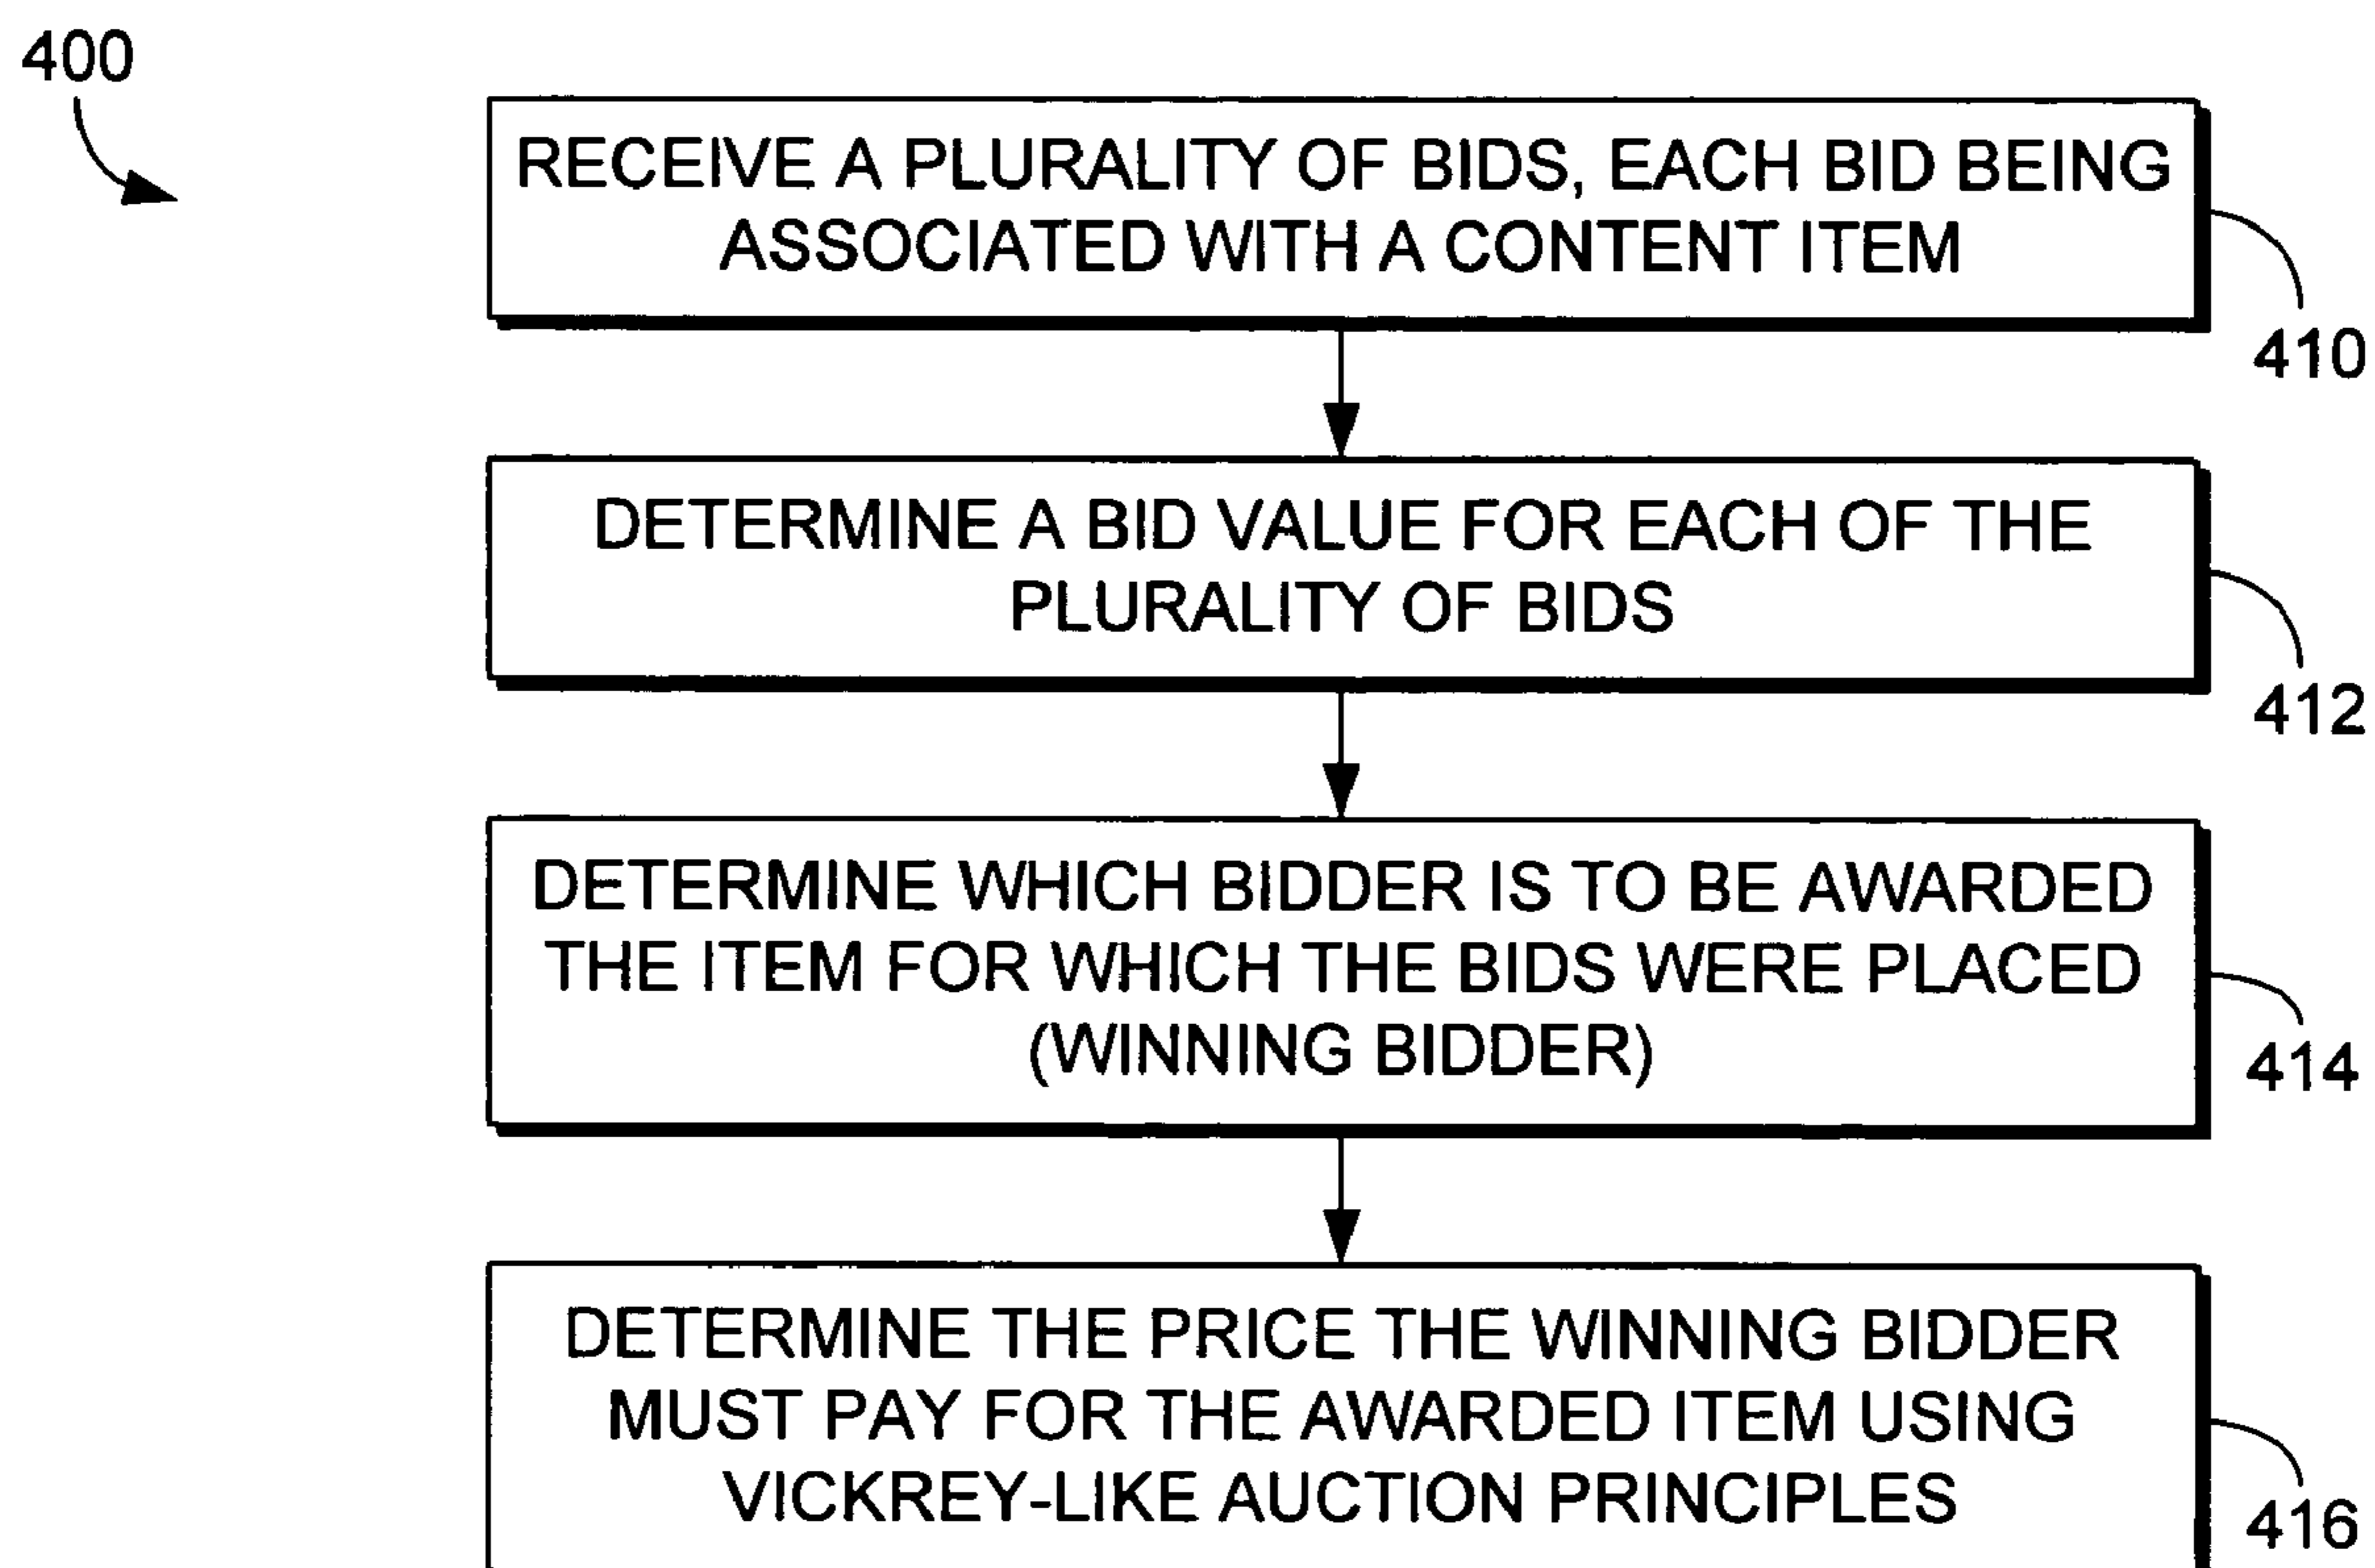 400
RECEIVE A PLURALITY OF BIDS, EACH BID BEING
ASSOCIATED WITH A CONTENT ITEM
410
DETERMINE A BID VALUE FOR EACH OF THE
PLURALITY OF BIDS
412
DETERMINE WHICH BIDDER IS TO BE AWARDED
THE ITEM FOR WHICH THE BIDS WERE PLACED
(WINNING BIDDER)
414
DETERMINE THE PRICE THE WINNING BIDDER
MUST PAY FOR THE AWARDED ITEM USING
VICKREY-LIKE AUCTION PRINCIPLES
416